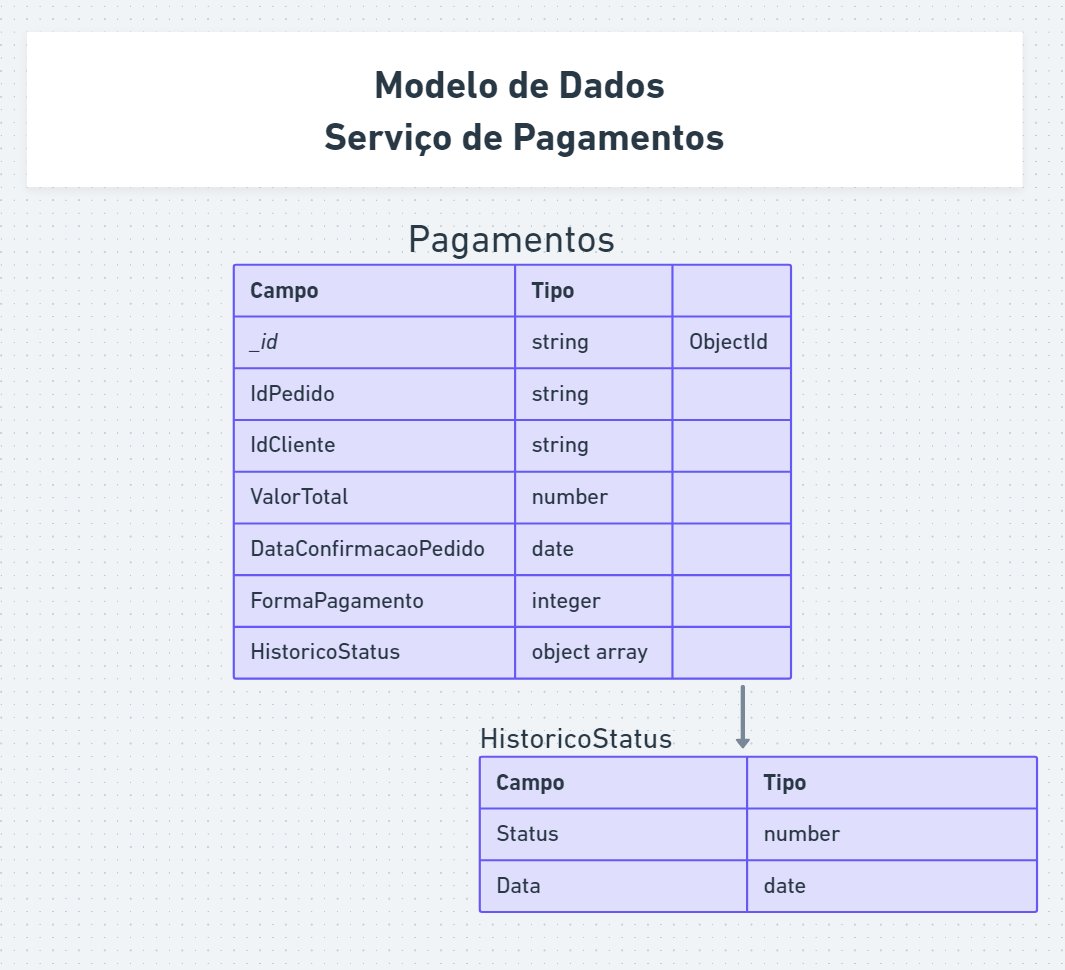 Modelo de Dados
Serviço de Pagamentos
Pagamentos
Campo Tipo
_id string ObjectId
IdPedido string
IdCliente string
ValorTotal number
DataConfirmacaoPedido date
FormaPagamento integer
HistoricoStatus object array
HistoricoStatus
Campo Tipo
Status number
Data date